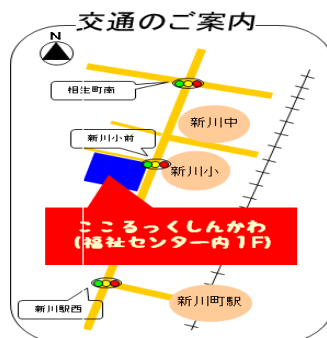 交通のご案内
N
相生町南
新川中
新川小前
新川小
こころっくしんかわ
(福祉センター内1F)
新川駅西
新川町駅